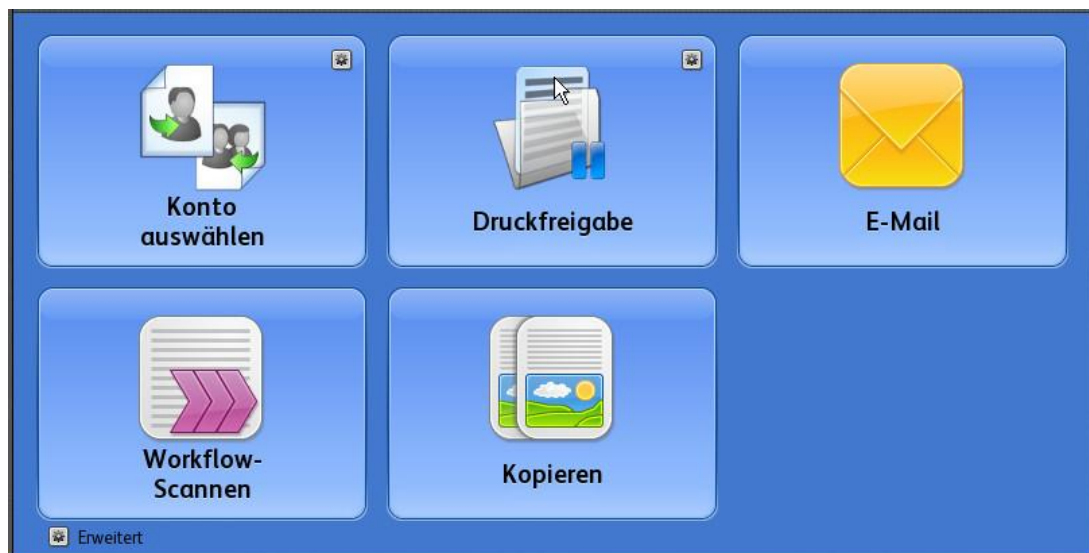 Konto
auswählen
Druckfreigabe
E-Mail
Workflow-
Scannen
Kopieren
Erweitert